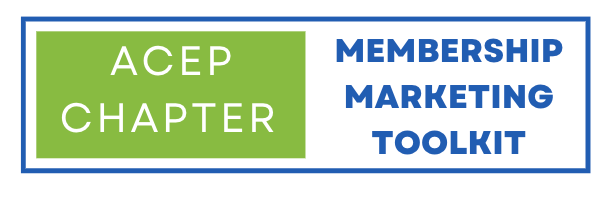 ACEP
CHAPTER
MEMBERSHIP
MARKETING
TOOLKIT